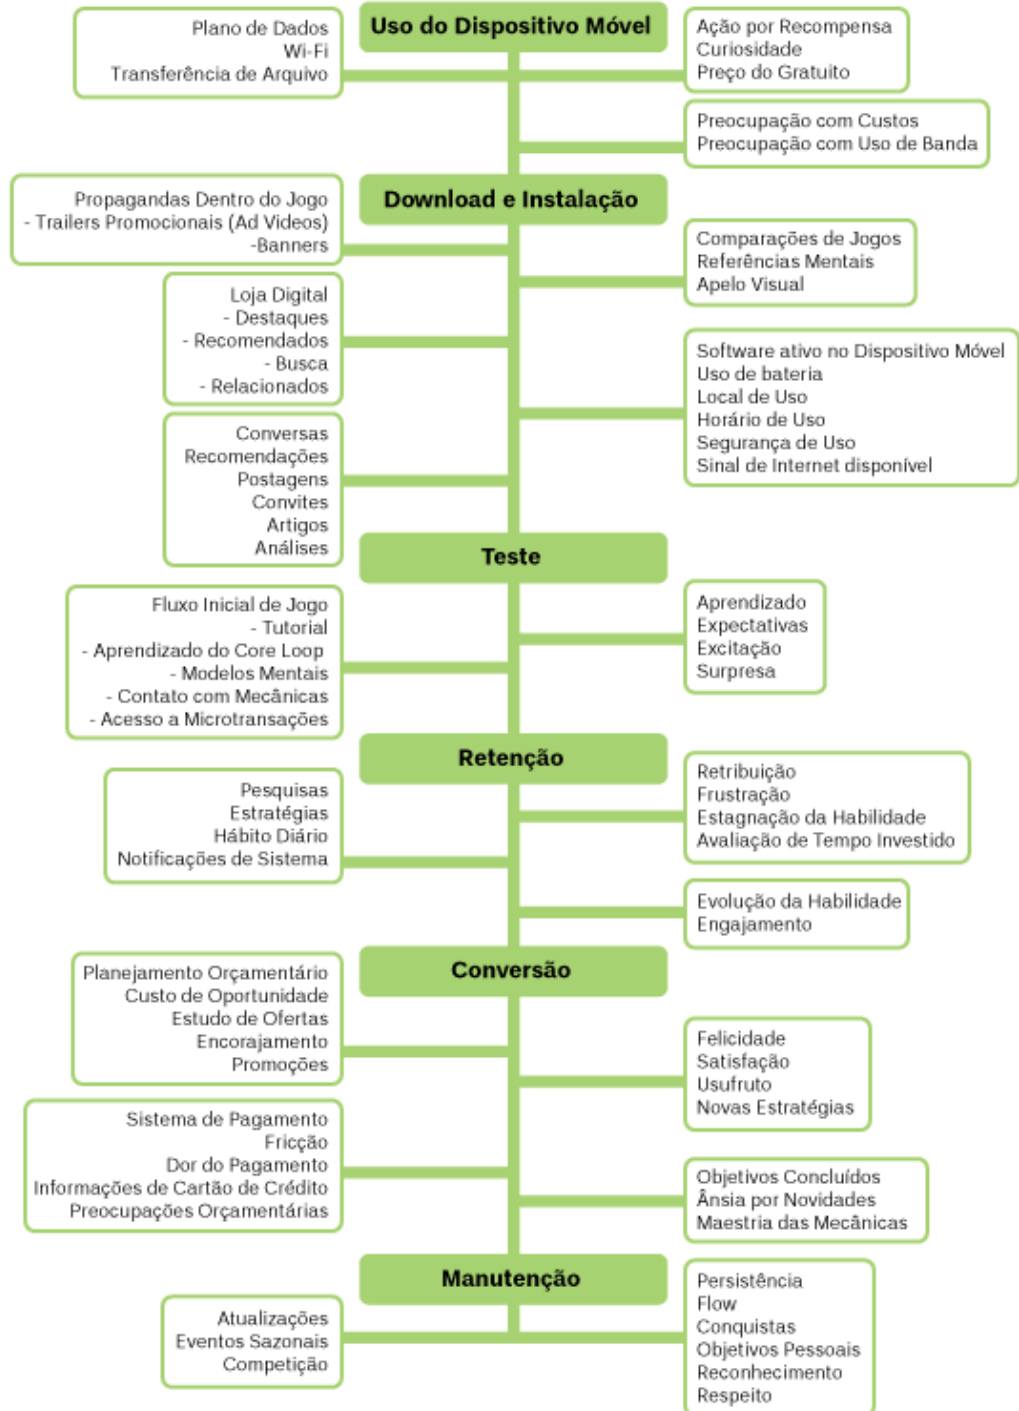 Uso do Dispositivo Móvel
Plano de Dados
Wi-Fi
Transferência de Arquivo
Ação por Recompensa
Curiosidade
Preço do Gratuito
Preocupação com Custos
Preocupação com Uso de Banda
Download e Instalação
Propagandas Dentro do Jogo
- Trailers Promocionais (Ad Videos)
-Banners
Comparações de Jogos
Referências Mentais
Apelo Visual
Loja Digital
- Destaques
- Recomendados
- Busca
- Relacionados
Software ativo no Dispositivo Móvel
Uso de bateria
Local de Uso
Horário de Uso
Segurança de Uso
Sinal de Internet disponível
Conversas
Recomendações
Postagens
Convites
Artigos
Análises
Teste
Fluxo Inicial de Jogo
- Tutorial
- Aprendizado do Core Loop
- Modelos Mentais
- Contato com Mecânicas
- Acesso a Microtransações
Aprendizado
Expectativas
Excitação
Surpresa
Retenção
Pesquisas
Estratégias
Hábito Diário
Notificações de Sistema
Retribuição
Frustração
Estagnação da Habilidade
Avaliação de Tempo Investido
Evolução da Habilidade
Engajamento
Conversão
Planejamento Orçamentário
Custo de Oportunidade
Estudo de Ofertas
Encorajamento
Promoções
Felicidade
Satisfação
Usufruto
Novas Estratégias
Sistema de Pagamento
Fricção
Dor do Pagamento
Informações de Cartão de Crédito
Preocupações Orçamentárias
Objetivos Concluídos
Ânsia por Novidades
Maestria das Mecânicas
Manutenção
Atualizações
Eventos Sazonais
Competição
Persistência
Flow
Conquistas
Objetivos Pessoais
Reconhecimento
Respeito